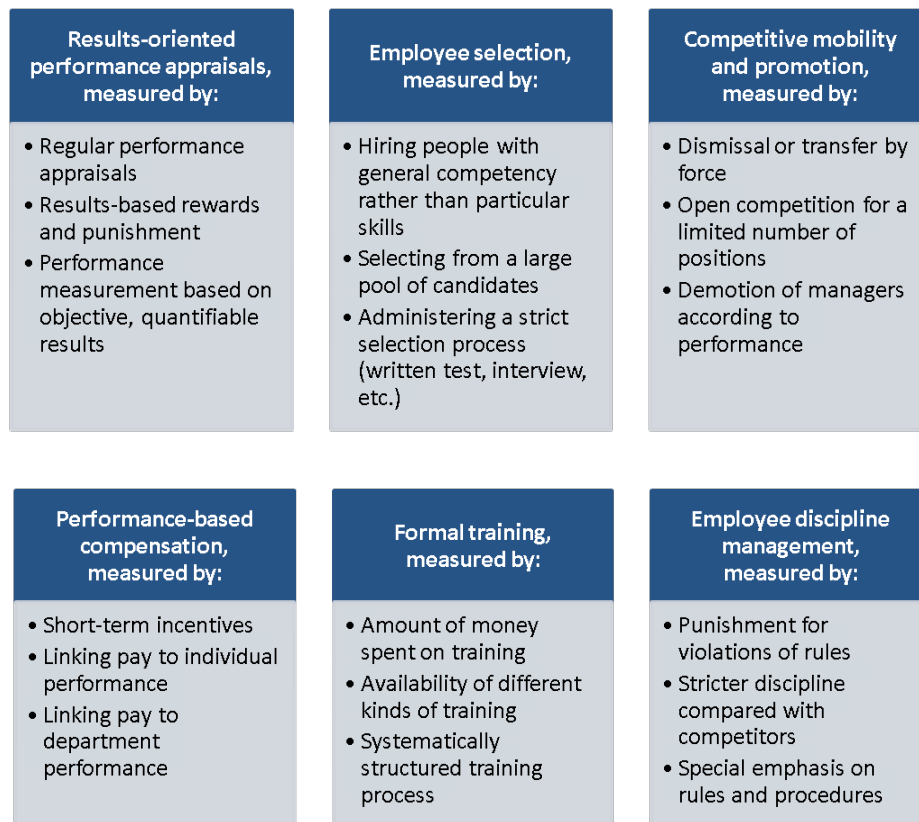 Results-oriented
performance appraisals,
measured by:
• Regular performance
appraisals
• Results-based rewards
and punishment
• Performance
measurement based on
objective, quantifiable
results
Employee selection,
measured by:
• Hiring people with
general competency
rather than particular
skills
• Selecting from a large
pool of candidates
• Administering a strict
selection process
(written test, interview,
etc.)
Competitive mobility
and promotion,
measured by:
• Dismissal or transfer by
force
• Open competition for a
limited number of
positions
• Demotion of managers
according to
performance
Performance-based
compensation,
measured by:
• Short-term incentives
• Linking pay to individual
performance
• Linking pay to
department
performance
Formal training,
measured by:
• Amount of money
spent on training
• Availability of different
kinds of training
• Systematically
structured training
process
Employee discipline
management,
measured by:
• Punishment for
violations of rules
• Stricter discipline
compared with
competitors
• Special emphasis on
rules and procedures